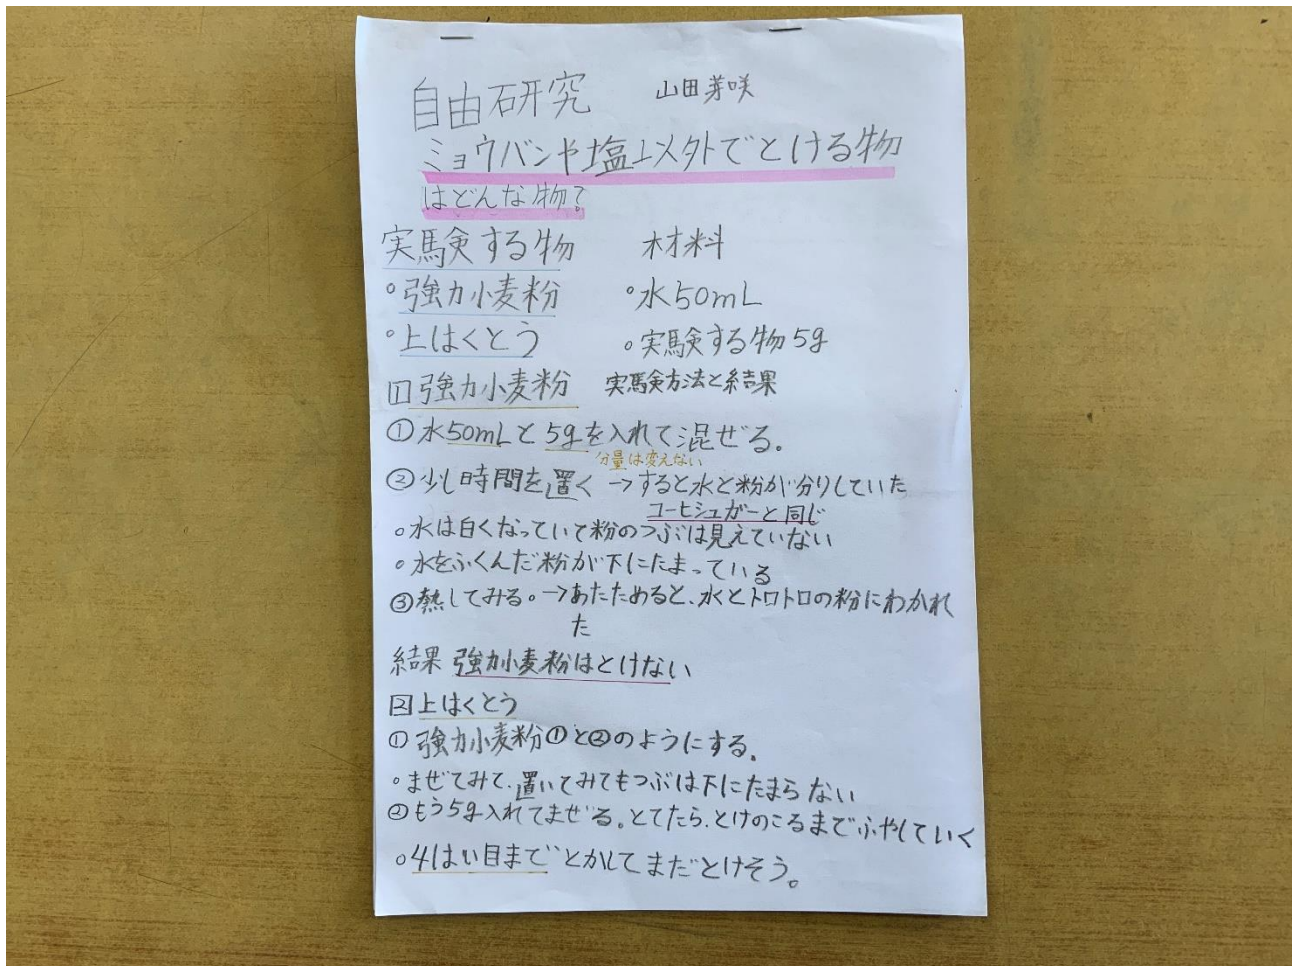 自由研究 山田芽咲
ミョウバンや塩以外でとける物
はどんな物?
実験する物 材料
○強力小麦粉 ○水50mL
○上はくとう ○実験する物5g
1 強力小麦粉 実験方法と結果
①水50mLと5gを入れて混ぜる。
分量は変えない
②少し時間を置く→すると水と粉が分りしていた
コーヒシュガーと同じ
○水は白くなっていて粉のつぶは見えていない
○水をふくんだ粉が下にたまっている
③熱してみる。→あたためると、水とトロトロの粉にわかれ
た
結果 強力小麦粉はとけない
2 上はくとう
①強力小麦粉①と②のようにする。
○まぜてみて、置いてみてもつぶは下にたまらない
②もう5g入れてまぜる。とてたら、とけのこるまでふやしていく
○4はい目までとかしてまだとけそう。